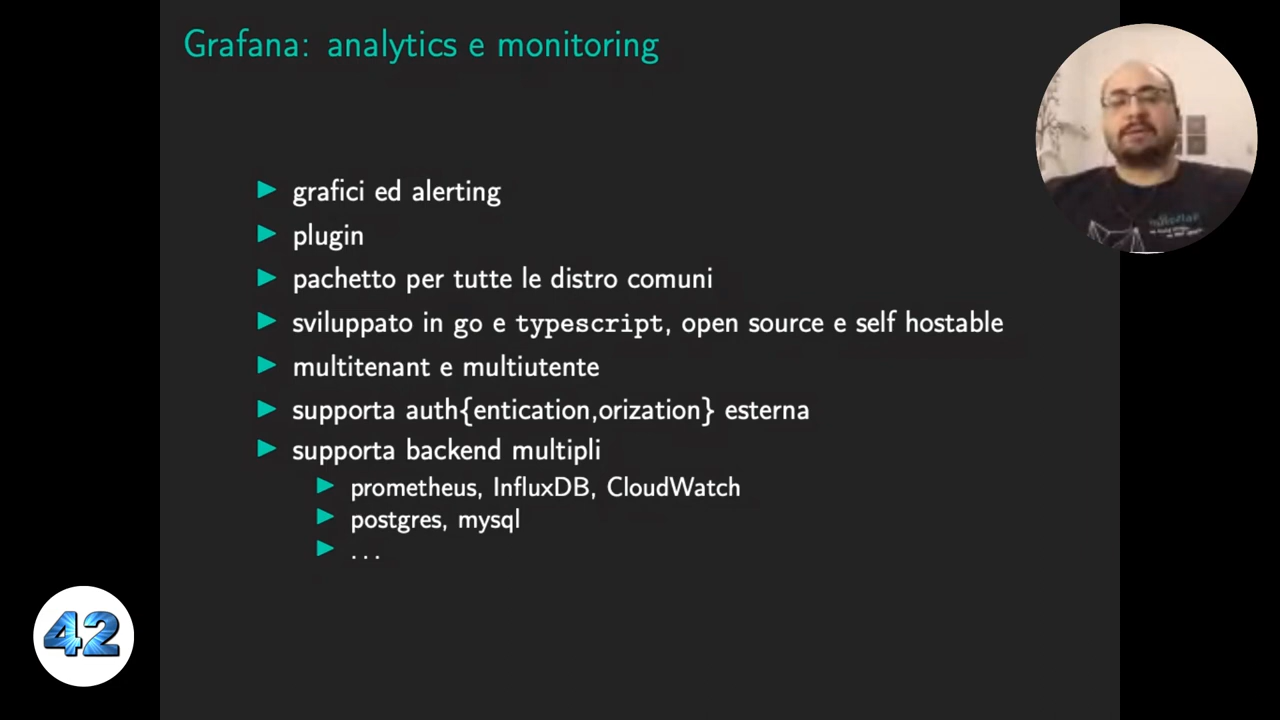 Grafana: analytics e monitoring
grafici ed alerting
plugin
pachetto per tutte le distro comuni
sviluppato in go e typescript, open source e self hostable
multitenant e multiutente
supporta auth{entication,orization} esterna
supporta backend multipli
prometheus, InfluxDB, CloudWatch
postgres, mysql
...
42